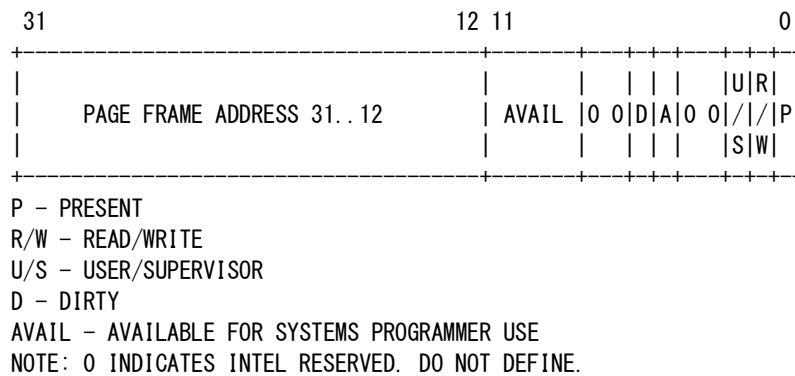 31                                  12 11                    0
+--------------------------------------+-------+---+-+-+---+-+-+-
|                                      |       |   | | |   |U|R|
|     PAGE FRAME ADDRESS 31..12        | AVAIL |0 0|D|A|0 0|/|/|P
|                                      |       |   | | |   |S|W|
+--------------------------------------+-------+---+-+-+---+-+-+-
P - PRESENT
R/W - READ/WRITE
U/S - USER/SUPERVISOR
D - DIRTY
AVAIL - AVAILABLE FOR SYSTEMS PROGRAMMER USE
NOTE: 0 INDICATES INTEL RESERVED. DO NOT DEFINE.